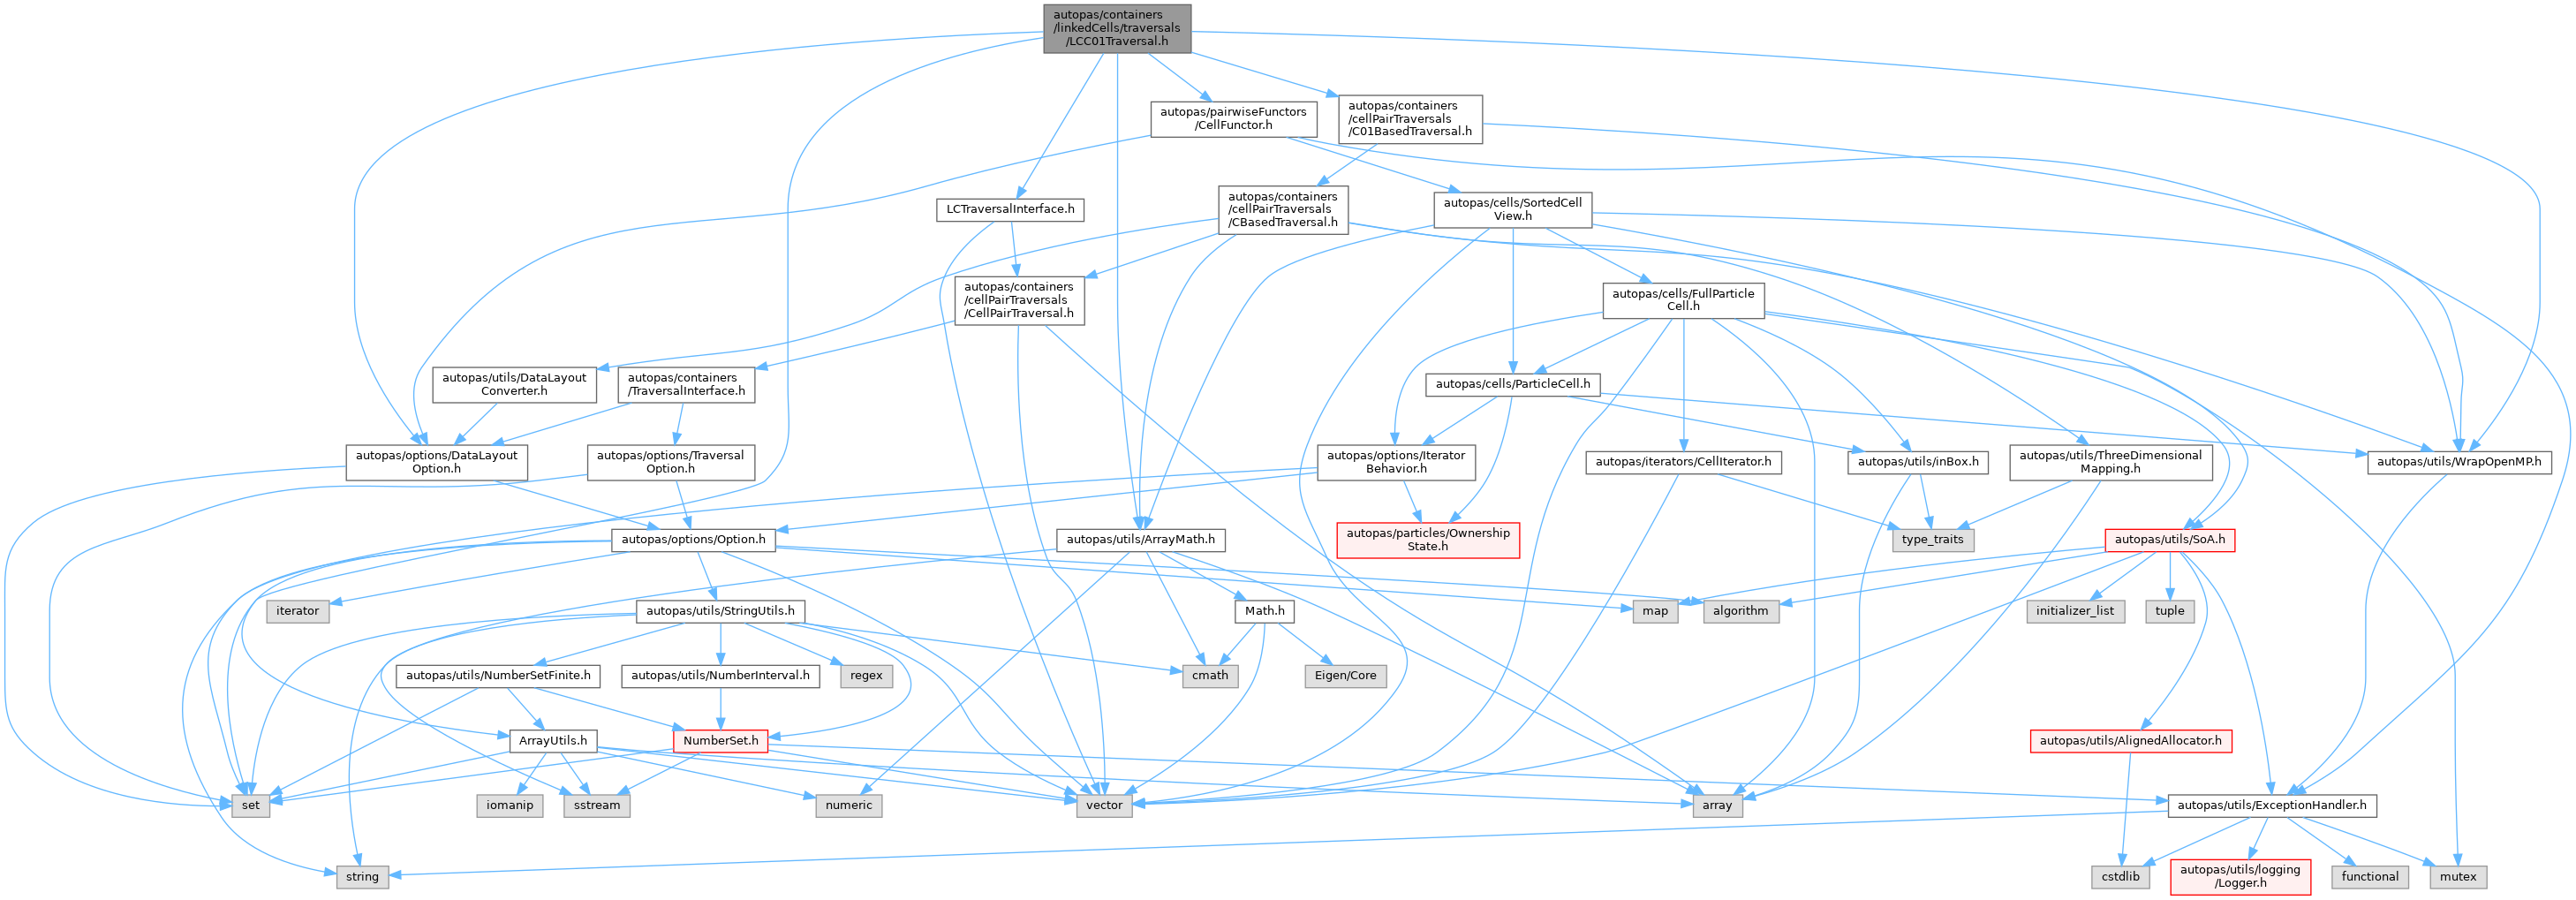 autopas/containers
/linkedCells/traversals
/LCC01Traversal.h
autopas/pairwiseFunctors
/CellFunctor.h
autopas/containers
/cellPairTraversals
/C01BasedTraversal.h
LCTraversalInterface.h
autopas/containers
/cellPairTraversals
/CBasedTraversal.h
autopas/cells/SortedCell
View.h
autopas/containers
/cellPairTraversals
/CellPairTraversal.h
autopas/cells/FullParticle
Cell.h
autopas/utils/DataLayout
Converter.h
autopas/containers
/TraversalInterface.h
autopas/cells/ParticleCell.h
autopas/options/DataLayout
Option.h
autopas/options/Traversal
Option.h
autopas/options/Iterator
Behavior.h
autopas/iterators/CellIterator.h
autopas/utils/inBox.h
autopas/utils/ThreeDimensional
Mapping.h
autopas/utils/WrapOpenMP.h
autopas/options/Option.h
autopas/utils/ArrayMath.h
autopas/particles/Ownership
State.h
type_traits
autopas/utils/SoA.h
iterator
autopas/utils/StringUtils.h
Math.h
map
algorithm
initializer_list
tuple
autopas/utils/NumberSetFinite.h
autopas/utils/NumberInterval.h
regex
cmath
Eigen/Core
ArrayUtils.h
NumberSet.h
autopas/utils/AlignedAllocator.h
set
iomanip
sstream
numeric
vector
array
autopas/utils/ExceptionHandler.h
string
cstdlib
autopas/utils/logging
/Logger.h
functional
mutex